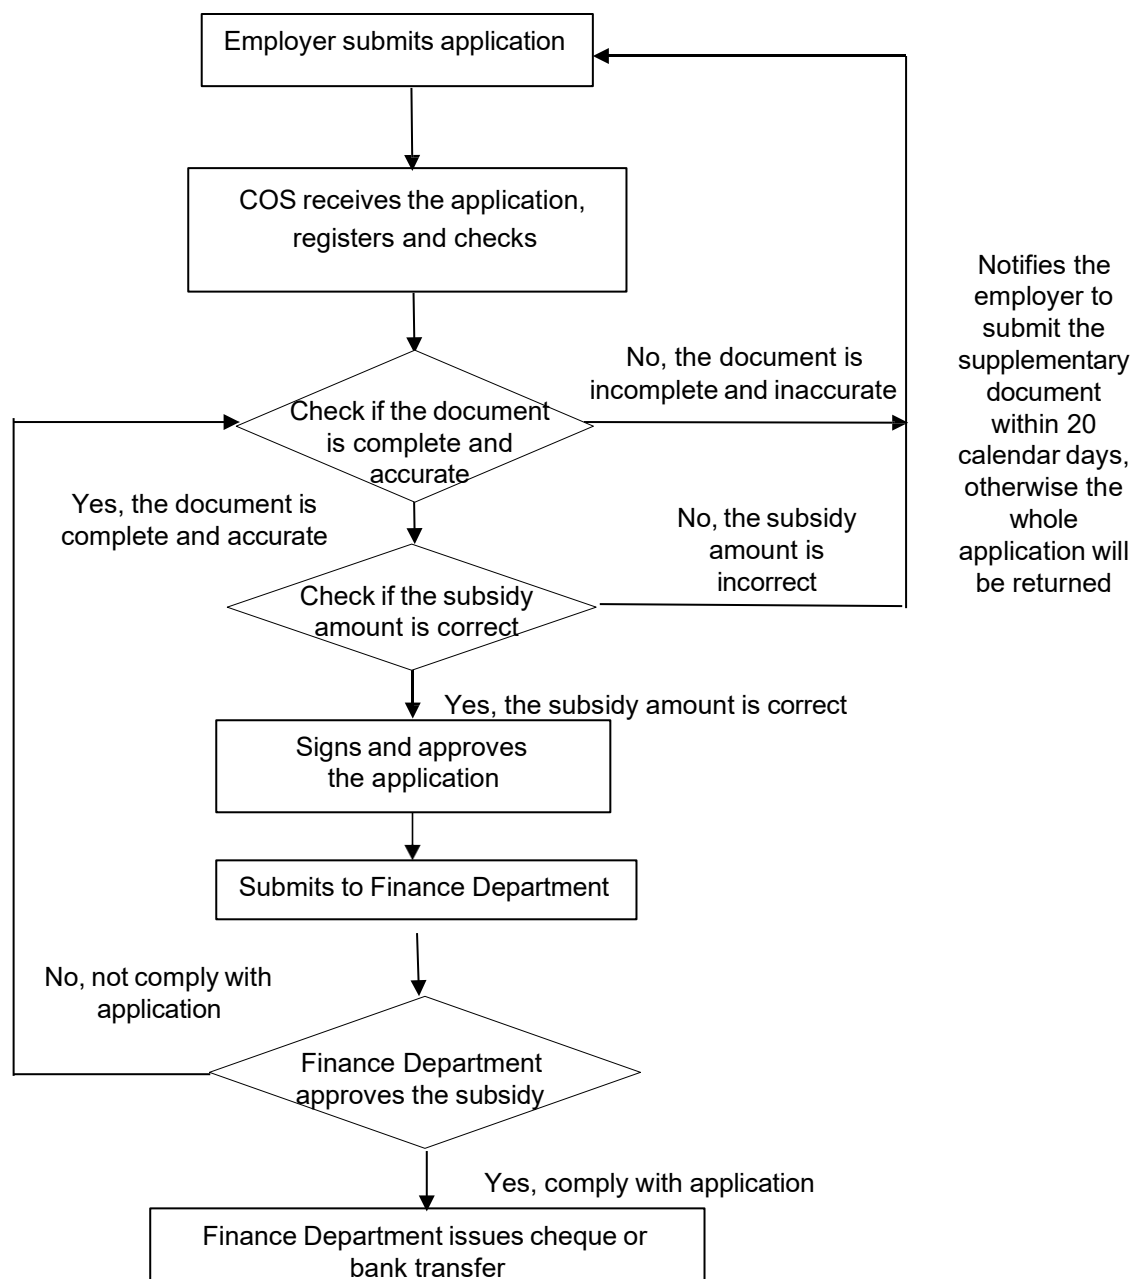 Employer submits application
COS receives the application,
registers and checks
Notifies the
employer to
submit the
supplementary
document
within 20
calendar days,
otherwise the
whole
application will
be returned
No, the document is
incomplete and inaccurate
Check if the document
is complete and
accurate
Yes, the document is
complete and accurate
No, the subsidy
amount is
incorrect
Check if the subsidy
amount is correct
Yes, the subsidy amount is correct
Signs and approves
the application
Submits to Finance Department
No, not comply with
application
Finance Department
approves the subsidy
Yes, comply with application
Finance Department issues cheque or
bank transfer